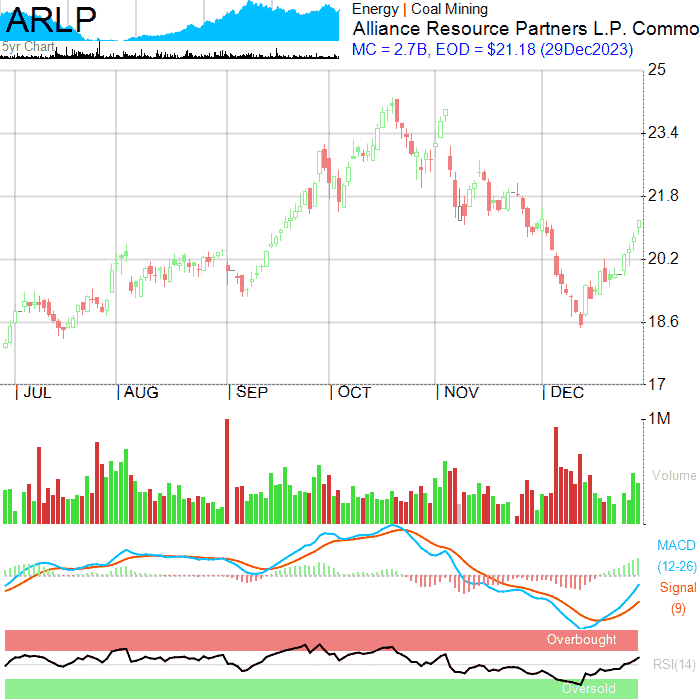 ARLP
5yr Chart
Energy | Coal Mining
Alliance Resource Partners L.P. Commo
MC = 2.7B, EOD = $21.18 (29Dec2023)
25
23.4
21.8
20.2
18.6
17
JUL AUG SEP OCT NOV DEC
1M
Volume
MACD
(12-26)
Signal
(9)
Overbought
RSI(14)
Oversold